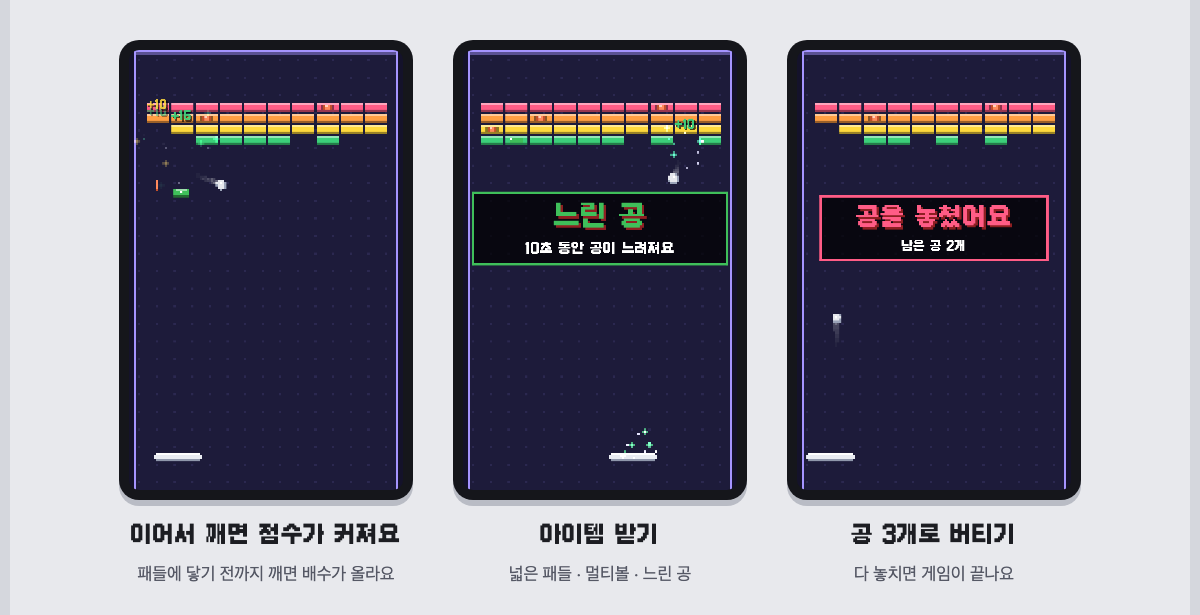 +10
+15
이어서 깨면 점수가 커져요
패들에 닿기 전까지 깨면 배수가 올라요
+10
느린 공
10초 동안 공이 느려져요
아이템 받기
넓은 패들 · 멀티볼 · 느린 공
공을 놓쳤어요
남은 공 2개
공 3개로 버티기
다 놓치면 게임이 끝나요